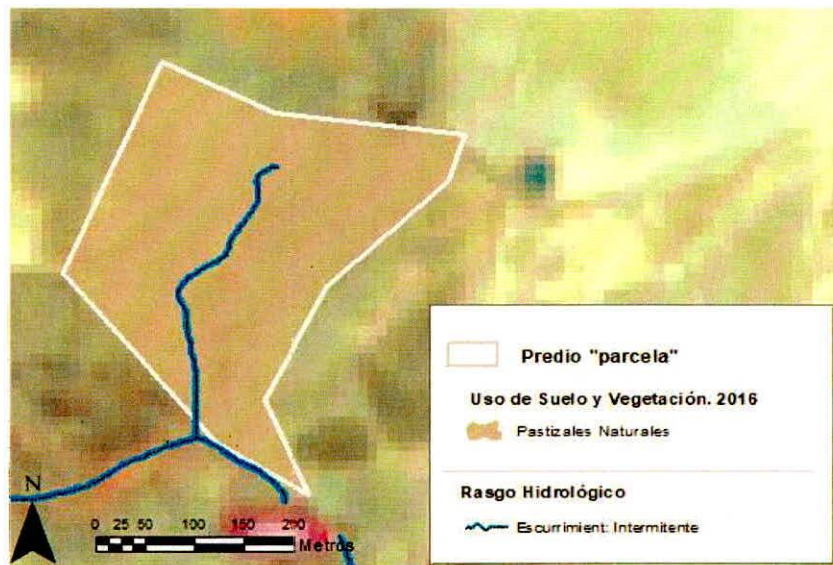 Predio "parcela"
Uso de Suelo y Vegetación. 2016
Pastizales Naturales
Rasgo Hidrológico
Escurrimient: Intermitente
N
0 25 50 100 150 200
Metros